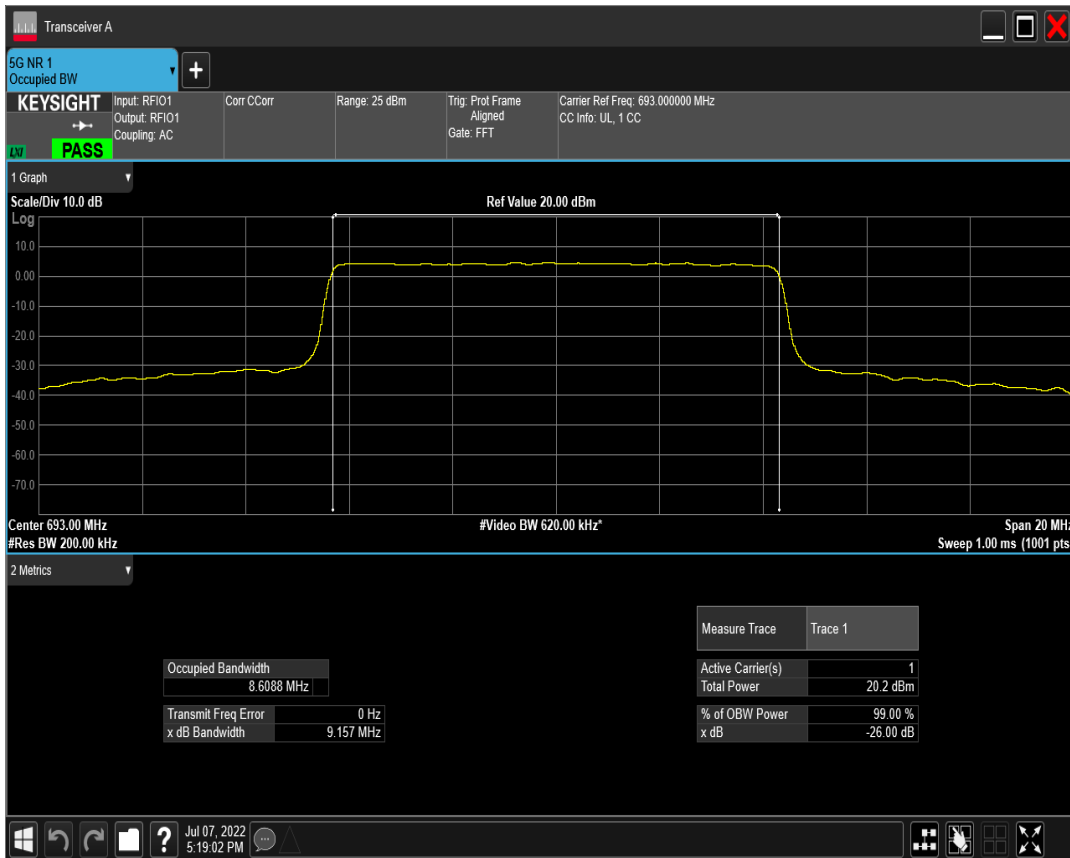 Transceiver A
5G NR 1
Occupied BW
KEYSIGHT
LXI
PASS
Input: RFIO1
Output: RFIO1
Coupling: AC
Corr CCorr
Range: 25 dBm
Trig: Prot Frame
Aligned
Gate: FFT
Carrier Ref Freq: 693.000000 MHz
CC Info: UL, 1 CC
1 Graph
Scale/Div 10.0 dB
Ref Value 20.00 dBm
Log
10.0
0.00
-10.0
-20.0
-30.0
-40.0
-50.0
-60.0
-70.0
Center 693.00 MHz
#Video BW 620.00 kHz*
Span 20 MHz
#Res BW 200.00 kHz
Sweep 1.00 ms (1001 pts
2 Metrics
Measure Trace Trace 1
Occupied Bandwidth
8.6088 MHz
Active Carrier(s) 1
Total Power 20.2 dBm
Transmit Freq Error 0 Hz
x dB Bandwidth 9.157 MHz
% of OBW Power 99.00 %
x dB -26.00 dB
?
Jul 07, 2022
5:19:02 PM